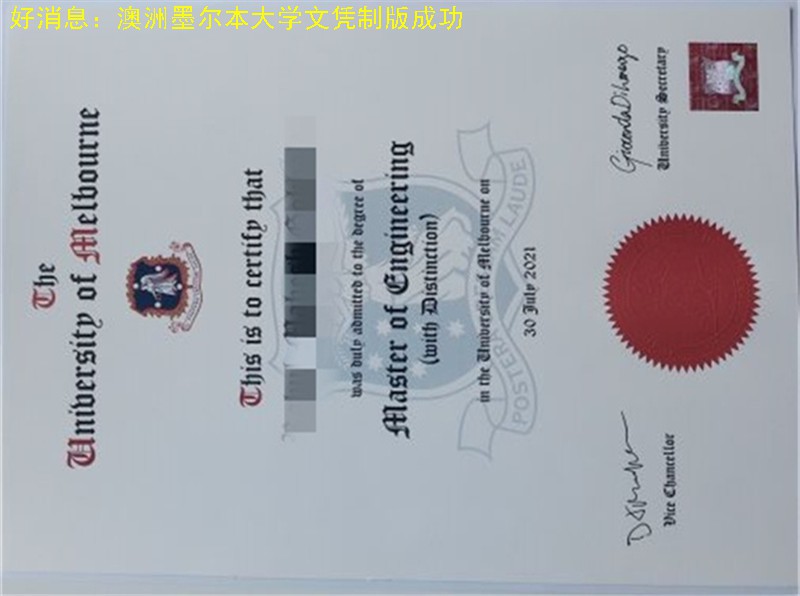 好消息：澳洲墨尔本大学文凭制版成功
The
University of Melbourne
This is to certify that
was duly admitted to the degree of
Master of Engineering
(with Distinction)
in the University of Melbourne on
30 July 2021
POSTERA
LAUDE
Vice Chancellor
University Secretary